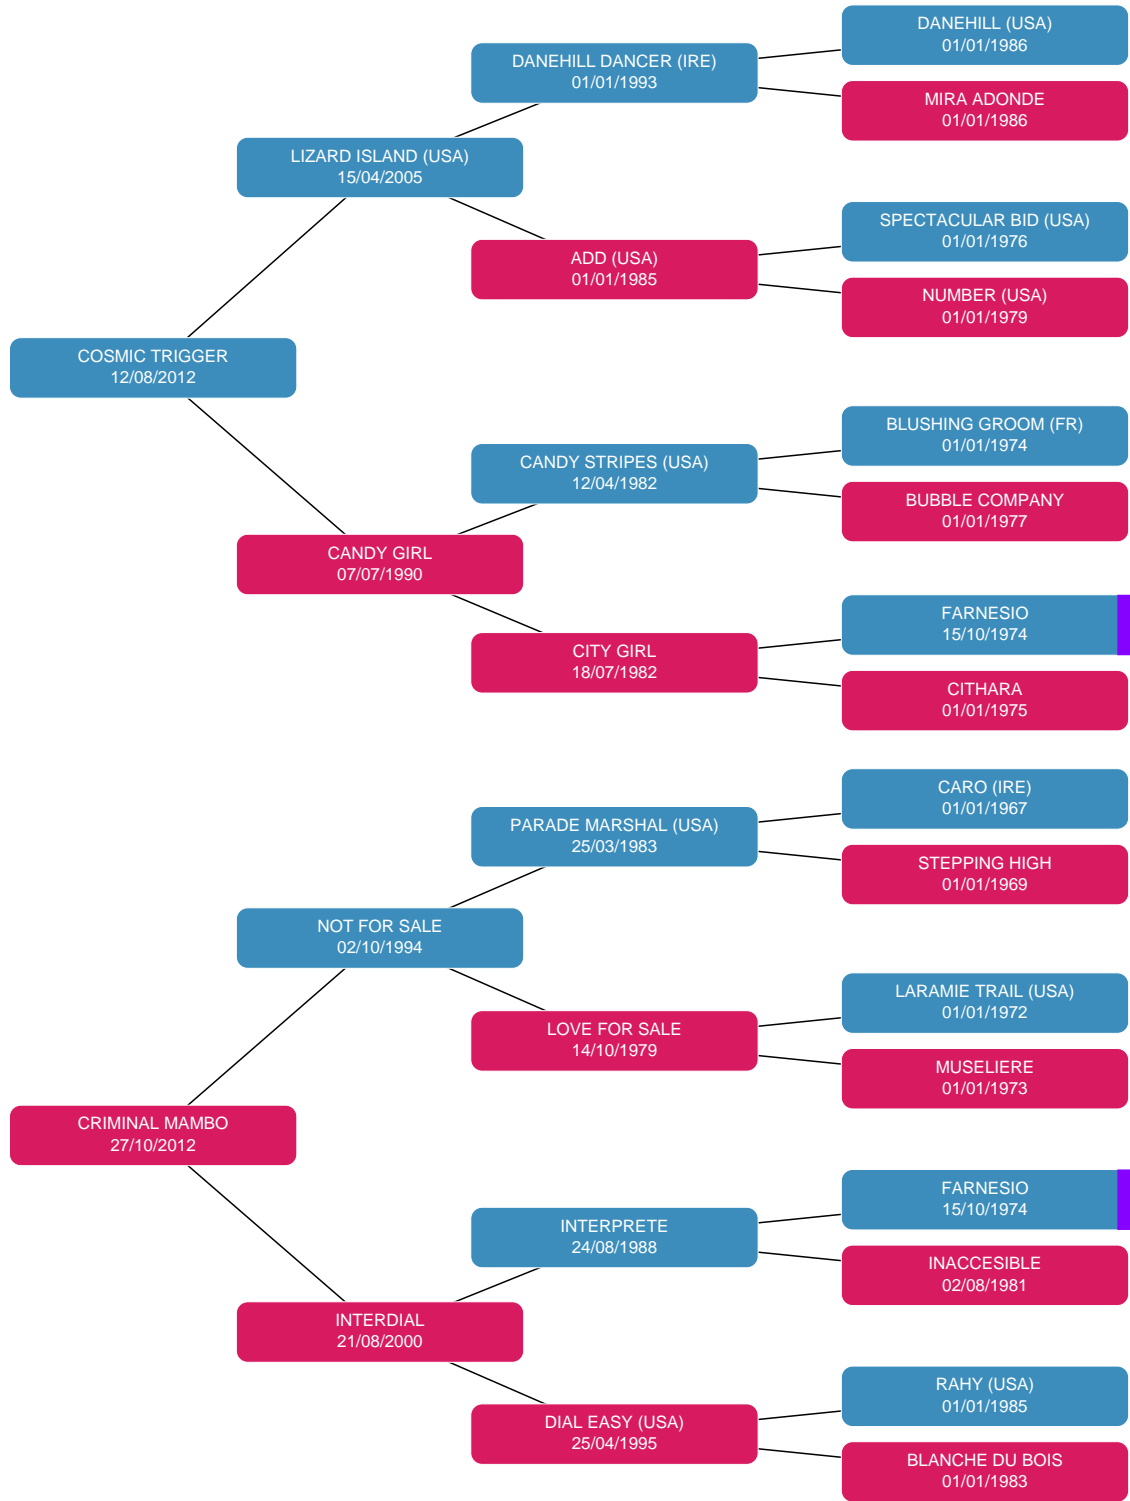 DANEHILL (USA)
01/01/1986
DANEHILL DANCER (IRE)
01/01/1993
MIRA ADONDE
01/01/1986
LIZARD ISLAND (USA)
15/04/2005
SPECTACULAR BID (USA)
01/01/1976
ADD (USA)
01/01/1985
NUMBER (USA)
01/01/1979
COSMIC TRIGGER
12/08/2012
BLUSHING GROOM (FR)
01/01/1974
CANDY STRIPES (USA)
12/04/1982
BUBBLE COMPANY
01/01/1977
CANDY GIRL
07/07/1990
FARNESIO
15/10/1974
CITY GIRL
18/07/1982
CITHARA
01/01/1975
CARO (IRE)
01/01/1967
PARADE MARSHAL (USA)
25/03/1983
STEPPING HIGH
01/01/1969
NOT FOR SALE
02/10/1994
LARAMIE TRAIL (USA)
01/01/1972
LOVE FOR SALE
14/10/1979
MUSELIERE
01/01/1973
CRIMINAL MAMBO
27/10/2012
FARNESIO
15/10/1974
INTERPRETE
24/08/1988
INACCESIBLE
02/08/1981
INTERDIAL
21/08/2000
RAHY (USA)
01/01/1985
DIAL EASY (USA)
25/04/1995
BLANCHE DU BOIS
01/01/1983